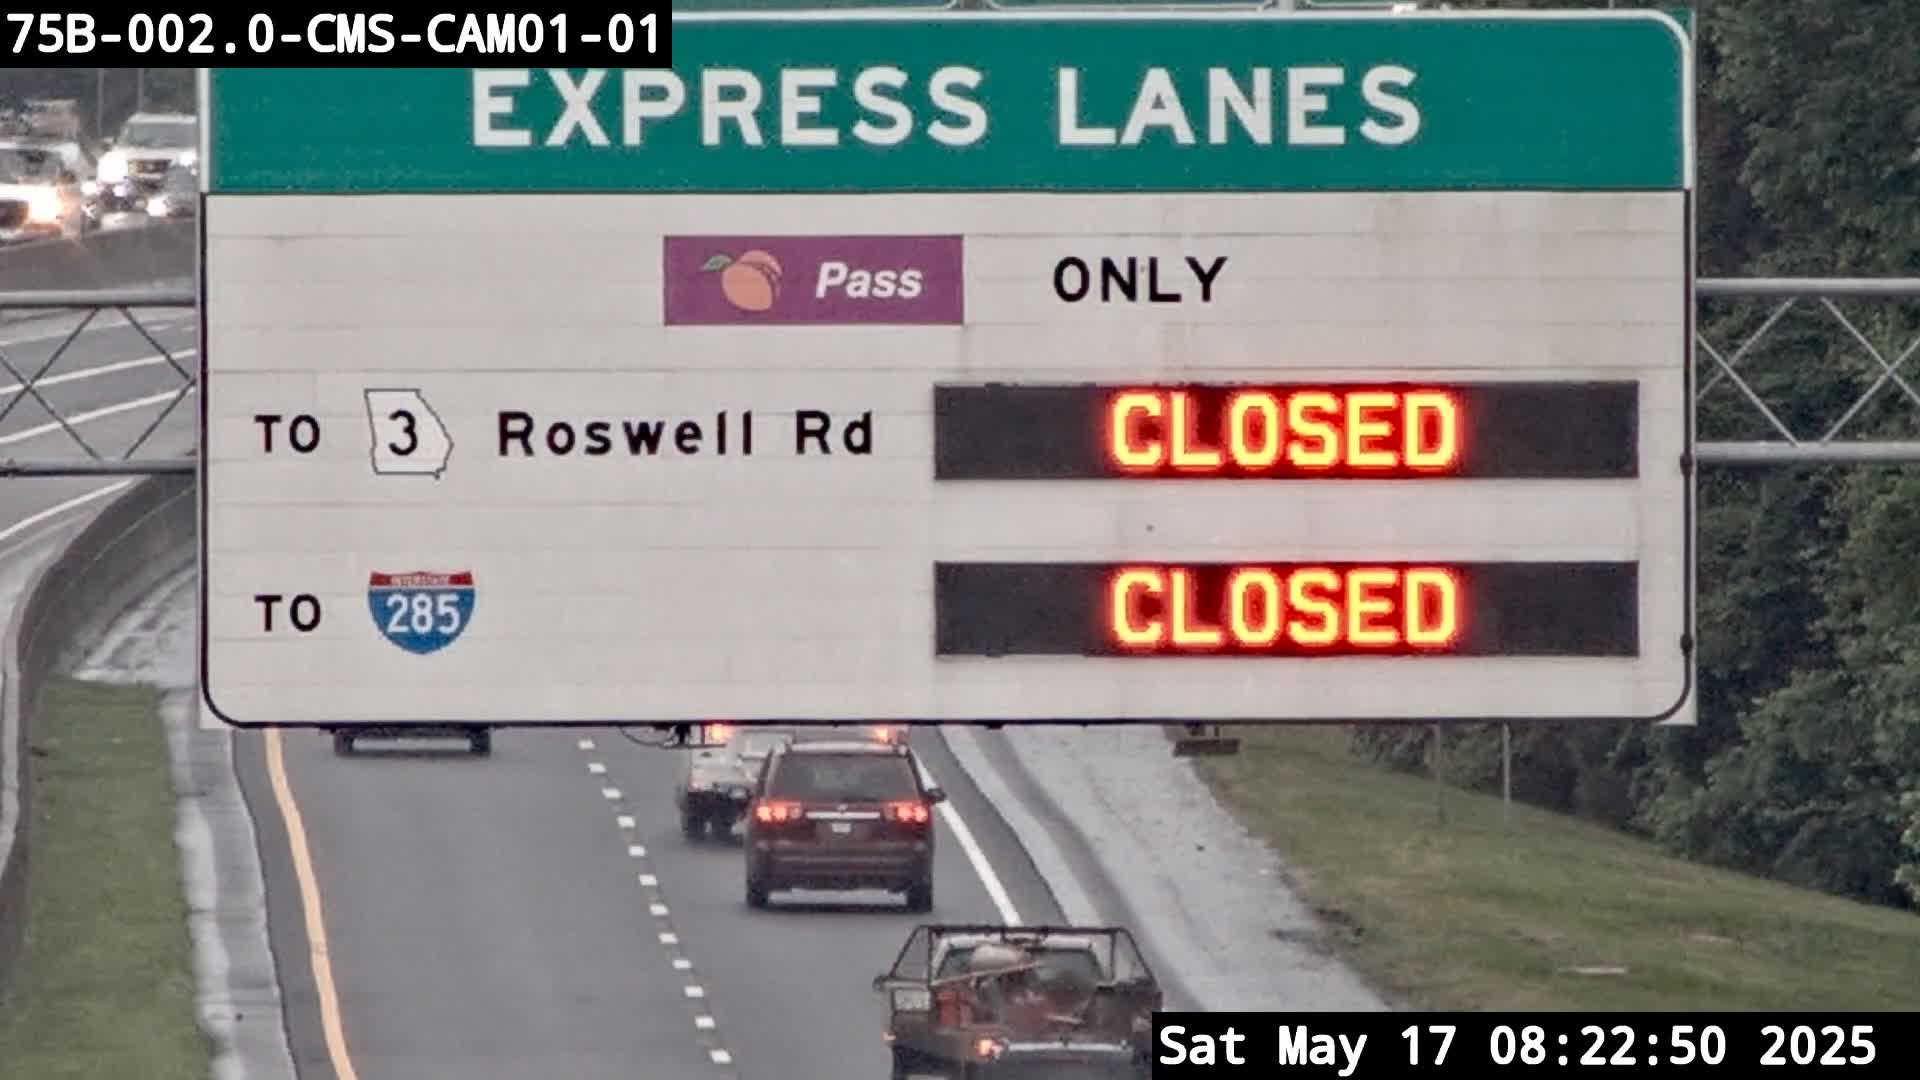 75B-002.0-CMS-CAM01-01
EXPRESS LANES
Pass ONLY
TO 3 Roswell Rd CLOSED
TO INTERSTATE 285 CLOSED
Sat May 17 08:22:50 2025